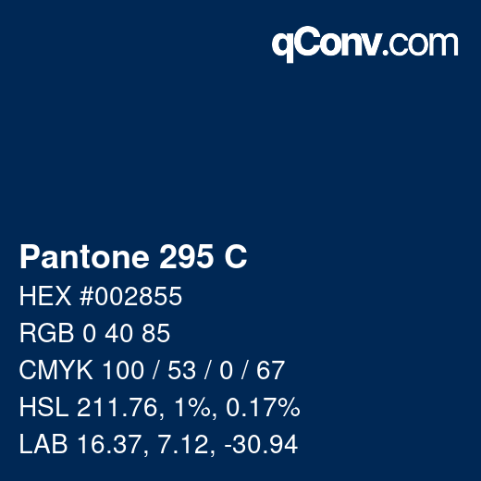 qConv.com
Pantone 295 C
HEX #002855
RGB 0 40 85
CMYK 100 / 53 / 0 / 67
HSL 211.76, 1%, 0.17%
LAB 16.37, 7.12, -30.94